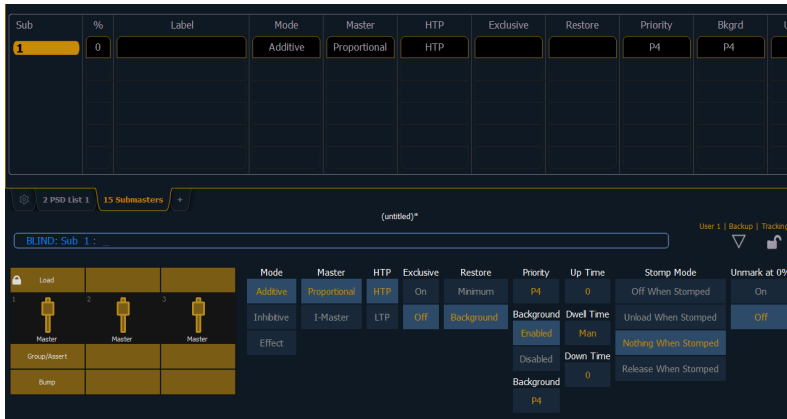 Sub % Label Mode Master HTP Exclusive Restore Priority Bkgrd
1 0 Additive Proportional HTP P4 P4
2 PSD List 1 15 Submasters +
(untitled)*
User 1 | Backup | Tracking
BLIND: Sub 1 : _
Mode Master HTP Exclusive Restore Priority Up Time Stomp Mode Unmark at 0%
Load
Additive Proportional HTP On Minimum P4 0 Off When Stomped On
1 2 3
Inhibitive I-Master LTP Off Background Background Dwell Time Unload When Stomped Off
Enabled Man
Master Master Master
Effect Nothing When Stomped
Group/Assert
Disabled Down Time
Release When Stomped
Bump
Background 0
P4